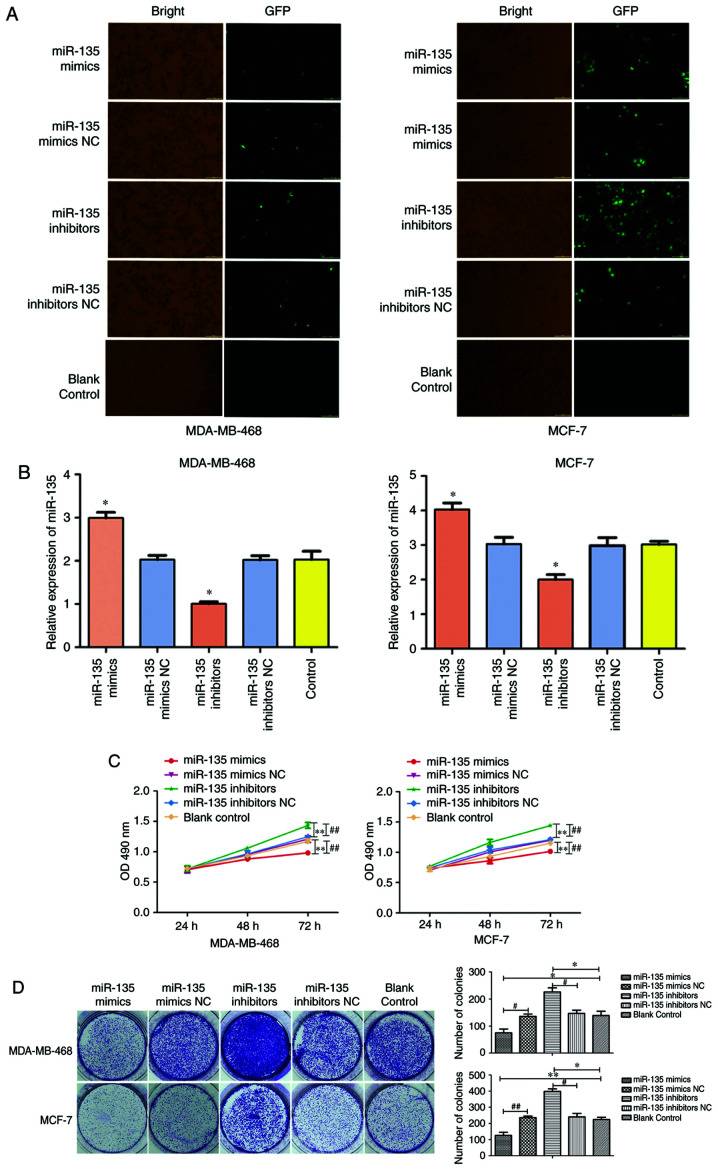 A
Bright GFP
miR-135
mimics
miR-135
mimics NC
miR-135
inhibitors
miR-135
inhibitors NC
Blank
Control
MDA-MB-468
Bright GFP
miR-135
mimics
miR-135
mimics
miR-135
inhibitors
miR-135
inhibitors NC
Blank
Control
MCF-7
B
MDA-MB-468
Relative expression of miR-135
4
3
2
1
0
*
*
miR-135
mimics
miR-135
mimics NC
miR-135
inhibitors
miR-135
inhibitors NC
Control
MCF-7
Relative expression of miR-135
5
4
3
2
1
0
*
*
miR-135
mimics
miR-135
mimics NC
miR-135
inhibitors
miR-135
inhibitors NC
Control
C
miR-135 mimics
miR-135 mimics NC
miR-135 inhibitors
miR-135 inhibitors NC
Blank control
OD 490 nm
2.0
1.5
1.0
0.5
0.0
** ##
** ##
24 h 48 h 72 h
MDA-MB-468
miR-135 mimics
miR-135 mimics NC
miR-135 inhibitors
miR-135 inhibitors NC
Blank control
OD 490 nm
2.0
1.5
1.0
0.5
0.0
** ##
** ##
24 h 48 h 72 h
MCF-7
D
miR-135
mimics
miR-135
mimics NC
miR-135
inhibitors
miR-135
inhibitors NC
Blank
Control
MDA-MB-468
MCF-7
Number of colonies
300
200
100
0
*
*
#
#
miR-135 mimics
miR-135 mimics NC
miR-135 inhibitors
miR-135 inhibitors NC
Blank Control
Number of colonies
500
400
300
200
100
0
*
**
#
##
miR-135 mimics
miR-135 mimics NC
miR-135 inhibitors
miR-135 inhibitors NC
Blank Control